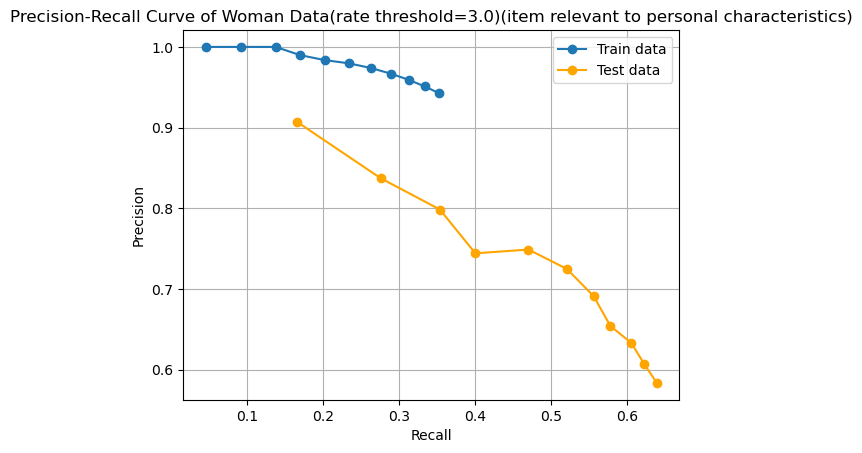 Precision-Recall Curve of Woman Data(rate threshold=3.0)(item relevant to personal characteristics)
Train data
Test data
1.0
0.9
0.8
0.7
0.6
Precision
0.1 0.2 0.3 0.4 0.5 0.6
Recall